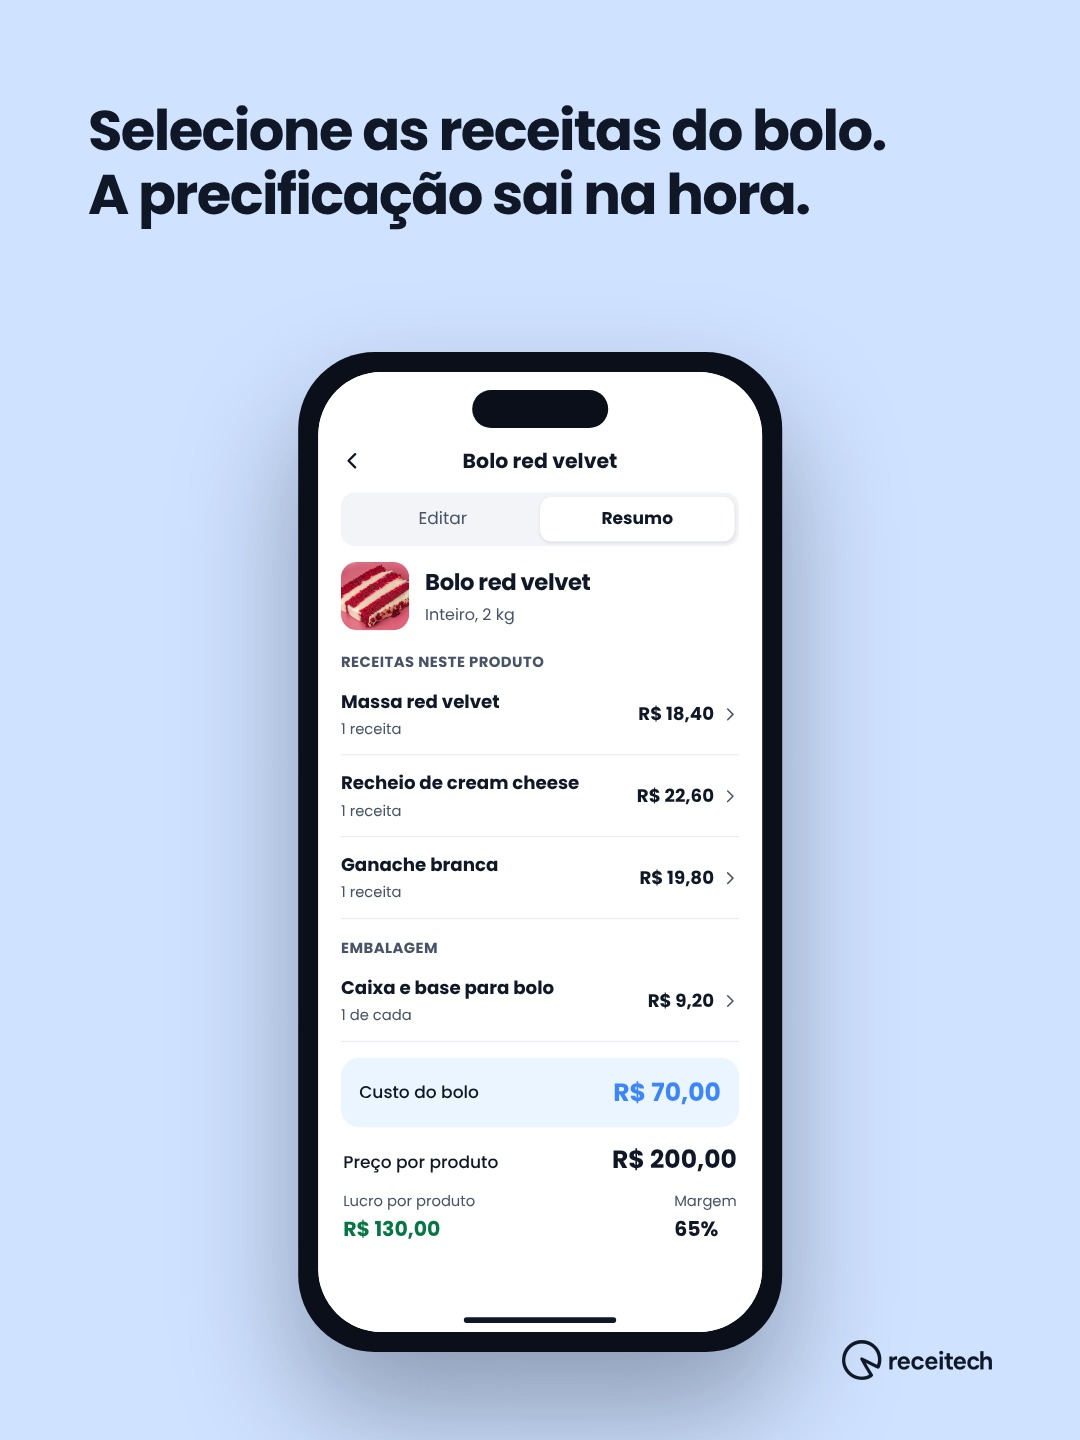 Selecione as receitas do bolo.
A precificação sai na hora.
Bolo red velvet
Editar
Resumo
Bolo red velvet
Inteiro, 2 kg
RECEITAS NESTE PRODUTO
Massa red velvet
R$ 18,40
1 receita
Recheio de cream cheese
R$ 22,60
1 receita
Ganache branca
R$ 19,80
1 receita
EMBALAGEM
Caixa e base para bolo
R$ 9,20
1 de cada
Custo do bolo
R$ 70,00
Preço por produto
R$ 200,00
Lucro por produto
Margem
R$ 130,00
65%
receitech